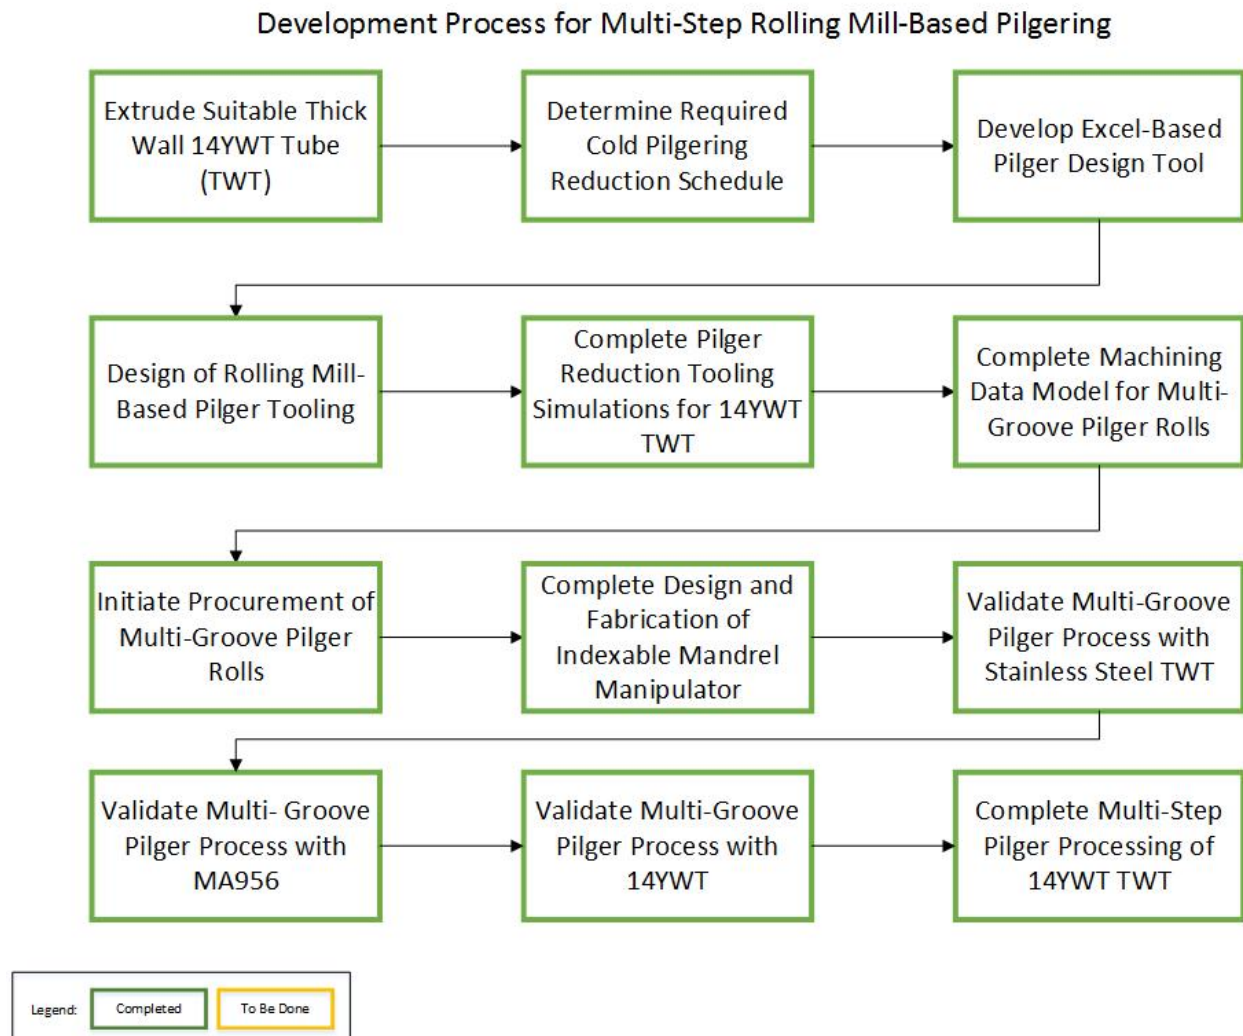 Development Process for Multi-Step Rolling Mill-Based Pilgering
Extrude Suitable Thick
Wall 14YWT Tube
(TWT)
Determine Required
Cold Pilgering
Reduction Schedule
Develop Excel-Based
Pilger Design Tool
Design of Rolling Mill-
Based Pilger Tooling
Complete Pilger
Reduction Tooling
Simulations for 14YWT
TWT
Complete Machining
Data Model for Multi-
Groove Pilger Rolls
Initiate Procurement of
Multi-Groove Pilger
Rolls
Complete Design and
Fabrication of
Indexable Mandrel
Manipulator
Validate Multi-Groove
Pilger Process with
Stainless Steel TWT
Validate Multi- Groove
Pilger Process with
MA956
Validate Multi-Groove
Pilger Process with
14YWT
Complete Multi-Step
Pilger Processing of
14YWT TWT
Legend:
Completed
To Be Done